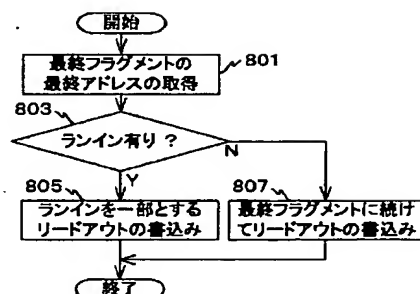 開始
最終フラグメントの
最終アドレスの取得
801
803
ランイン有り ?
N
Y
805
ランインを一部とする
リードアウトの書込み
807
最終フラグメントに続け
てリードアウトの書込み
終了